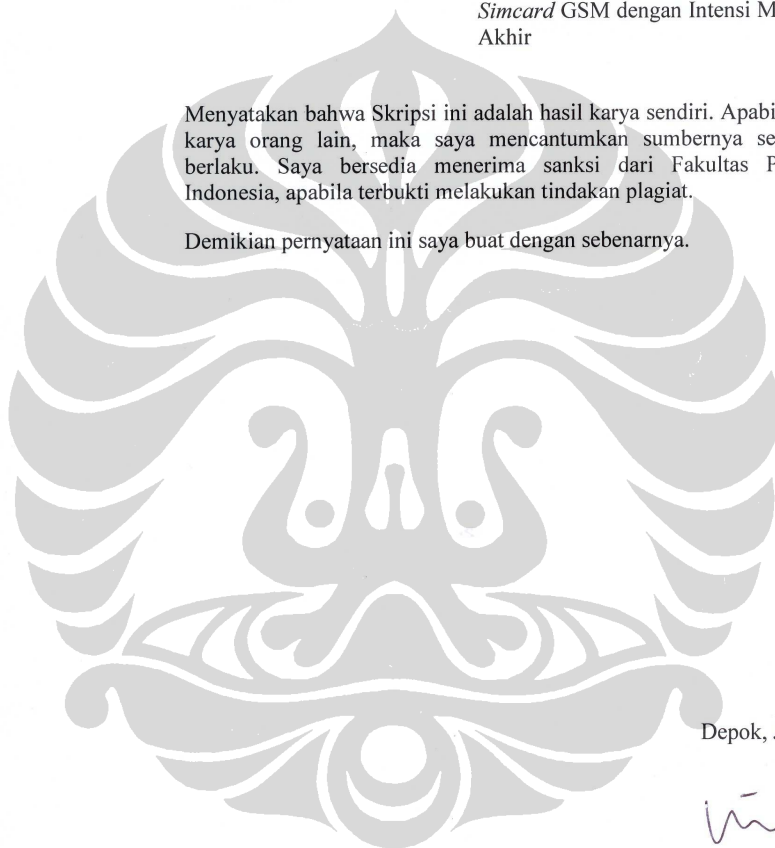 Simcard GSM dengan Intensi M
Akhir
Menyatakan bahwa Skripsi ini adalah hasil karya sendiri. Apabi
karya orang lain, maka saya mencantumkan sumbernya se
berlaku. Saya bersedia menerima sanksi dari Fakultas P
Indonesia, apabila terbukti melakukan tindakan plagiat.
Demikian pernyataan ini saya buat dengan sebenarnya.
Depok,